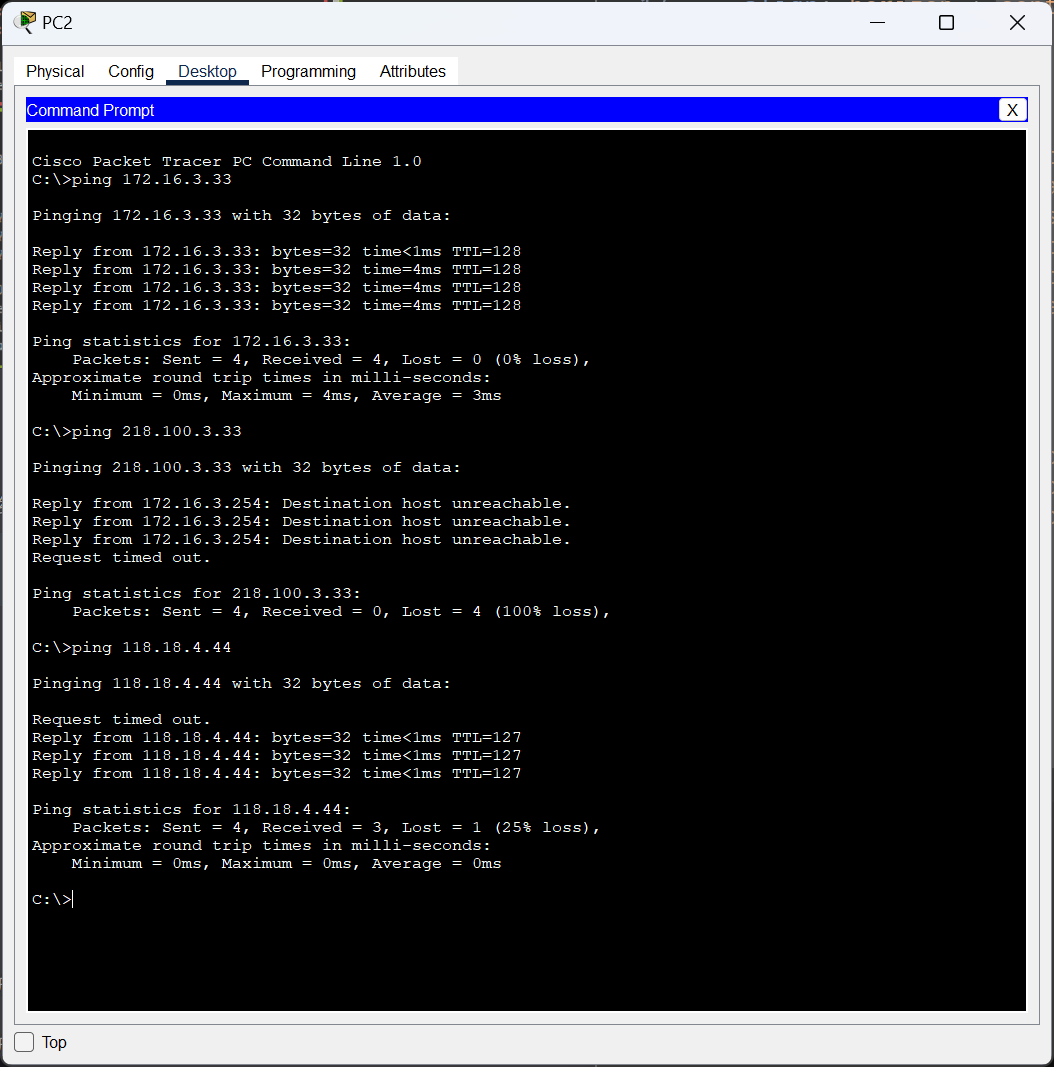 PC2
Physical Config Desktop Programming Attributes
Command Prompt X
Cisco Packet Tracer PC Command Line 1.0
C:\>ping 172.16.3.33
Pinging 172.16.3.33 with 32 bytes of data:
Reply from 172.16.3.33: bytes=32 time<1ms TTL=128
Reply from 172.16.3.33: bytes=32 time=4ms TTL=128
Reply from 172.16.3.33: bytes=32 time=4ms TTL=128
Reply from 172.16.3.33: bytes=32 time=4ms TTL=128
Ping statistics for 172.16.3.33:
Packets: Sent = 4, Received = 4, Lost = 0 (0% loss),
Approximate round trip times in milli-seconds:
Minimum = 0ms, Maximum = 4ms, Average = 3ms
C:\>ping 218.100.3.33
Pinging 218.100.3.33 with 32 bytes of data:
Reply from 172.16.3.254: Destination host unreachable.
Reply from 172.16.3.254: Destination host unreachable.
Reply from 172.16.3.254: Destination host unreachable.
Request timed out.
Ping statistics for 218.100.3.33:
Packets: Sent = 4, Received = 0, Lost = 4 (100% loss),
C:\>ping 118.18.4.44
Pinging 118.18.4.44 with 32 bytes of data:
Request timed out.
Reply from 118.18.4.44: bytes=32 time<1ms TTL=127
Reply from 118.18.4.44: bytes=32 time<1ms TTL=127
Reply from 118.18.4.44: bytes=32 time<1ms TTL=127
Ping statistics for 118.18.4.44:
Packets: Sent = 4, Received = 3, Lost = 1 (25% loss),
Approximate round trip times in milli-seconds:
Minimum = 0ms, Maximum = 0ms, Average = 0ms
C:\>
Top